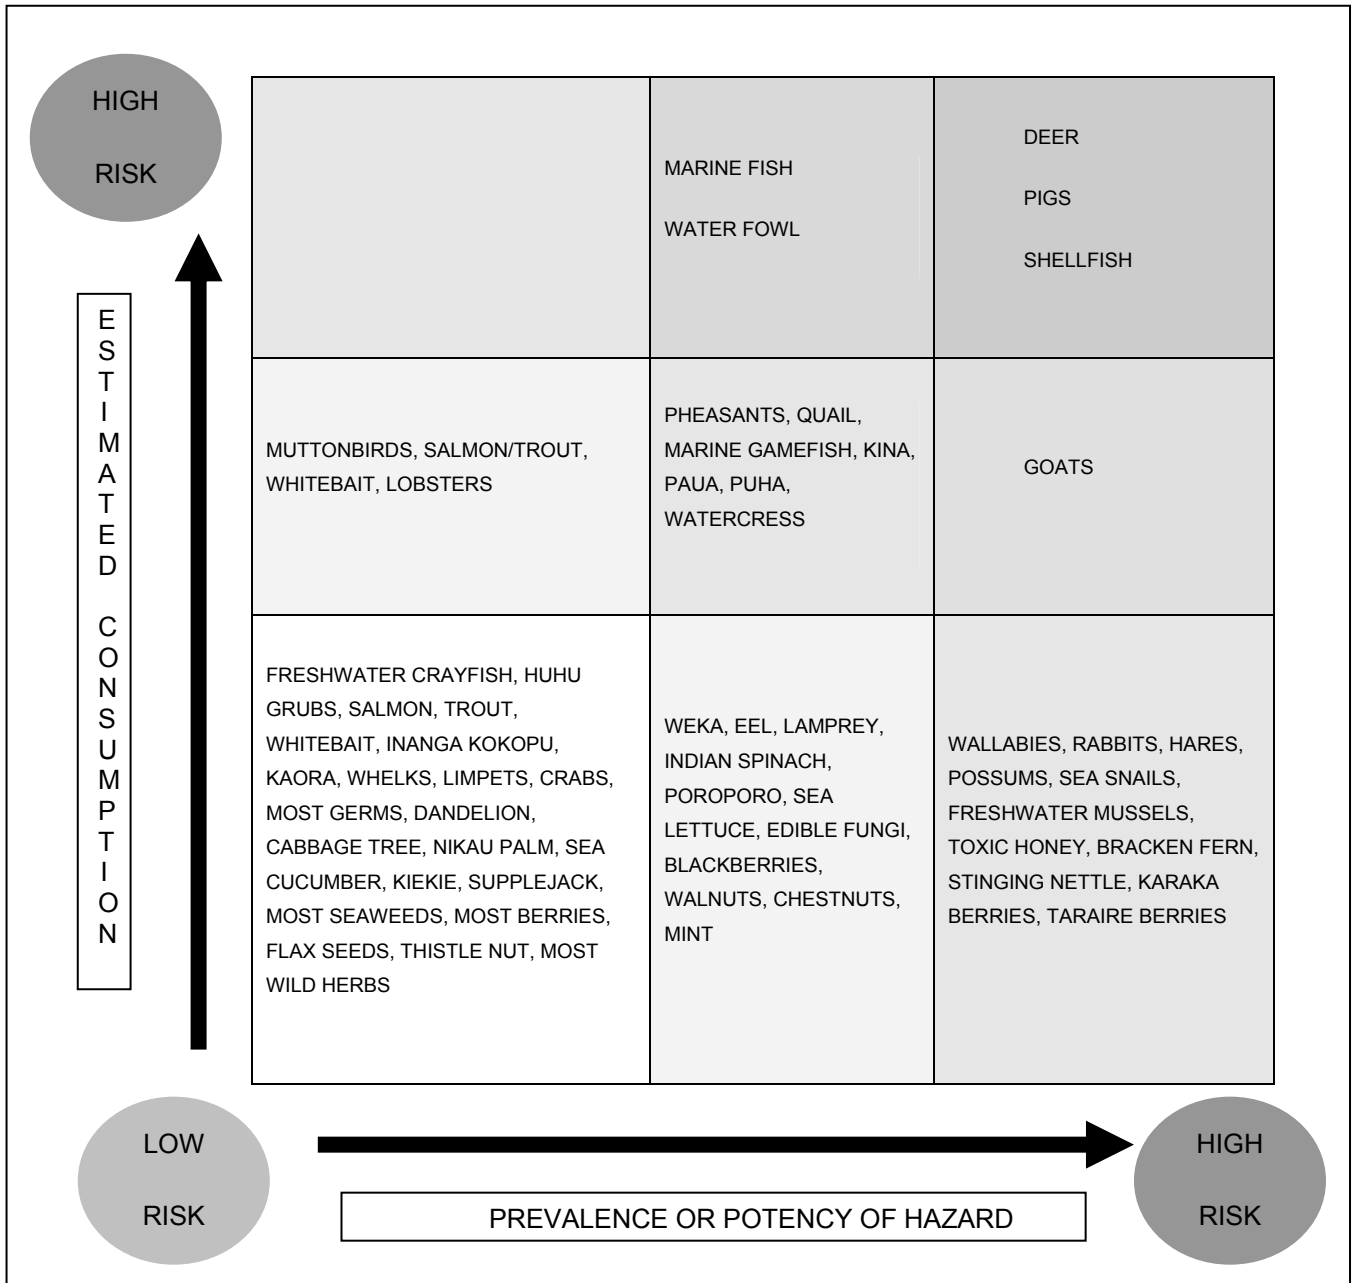 HIGH
RISK
MARINE FISH
WATER FOWL
DEER
PIGS
SHELLFISH
ESTIMATED CONSUMPTION
MUTTONBIRDS, SALMON/TROUT,
WHITEBAIT, LOBSTERS
PHEASANTS, QUAIL,
MARINE GAMEFISH, KINA,
PAUA, PUHA,
WATERCRESS
GOATS
FRESHWATER CRAYFISH, HUHU
GRUBS, SALMON, TROUT,
WHITEBAIT, INANGA KOKOPU,
KAORA, WHELKS, LIMPETS, CRABS,
MOST GERMS, DANDELION,
CABBAGE TREE, NIKAU PALM, SEA
CUCUMBER, KIEKIE, SUPPLEJACK,
MOST SEAWEEDS, MOST BERRIES,
FLAX SEEDS, THISTLE NUT, MOST
WILD HERBS
WEKA, EEL, LAMPREY,
INDIAN SPINACH,
POROPORO, SEA
LETTUCE, EDIBLE FUNGI,
BLACKBERRIES,
WALNUTS, CHESTNUTS,
MINT
WALLABIES, RABBITS, HARES,
POSSUMS, SEA SNAILS,
FRESHWATER MUSSELS,
TOXIC HONEY, BRACKEN FERN,
STINGING NETTLE, KARAKA
BERRIES, TARAIRE BERRIES
LOW
RISK
PREVALENCE OR POTENCY OF HAZARD
HIGH
RISK